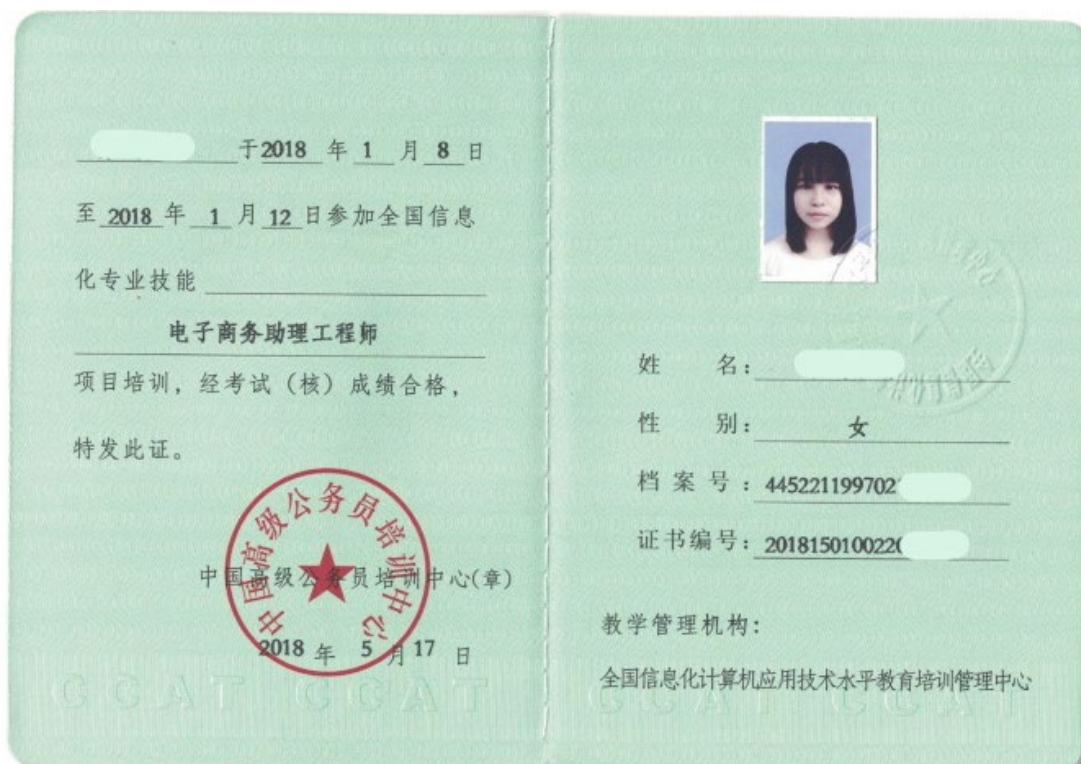 于2018 年 1 月 8 日
至 2018 年 1 月 12 日参加全国信息
化专业技能
电子商务助理工程师
项目培训，经考试（核）成绩合格，
特发此证。
中国高级公务员培训中心
中国高级公务员培训中心(章)
2018 年 5 月 17 日
姓 名：
性 别：女
档 案 号：445221199702
证书编号：2018150100220
教学管理机构：
全国信息化计算机应用技术水平教育培训管理中心
CCAT CCAT
CCAT CCAT